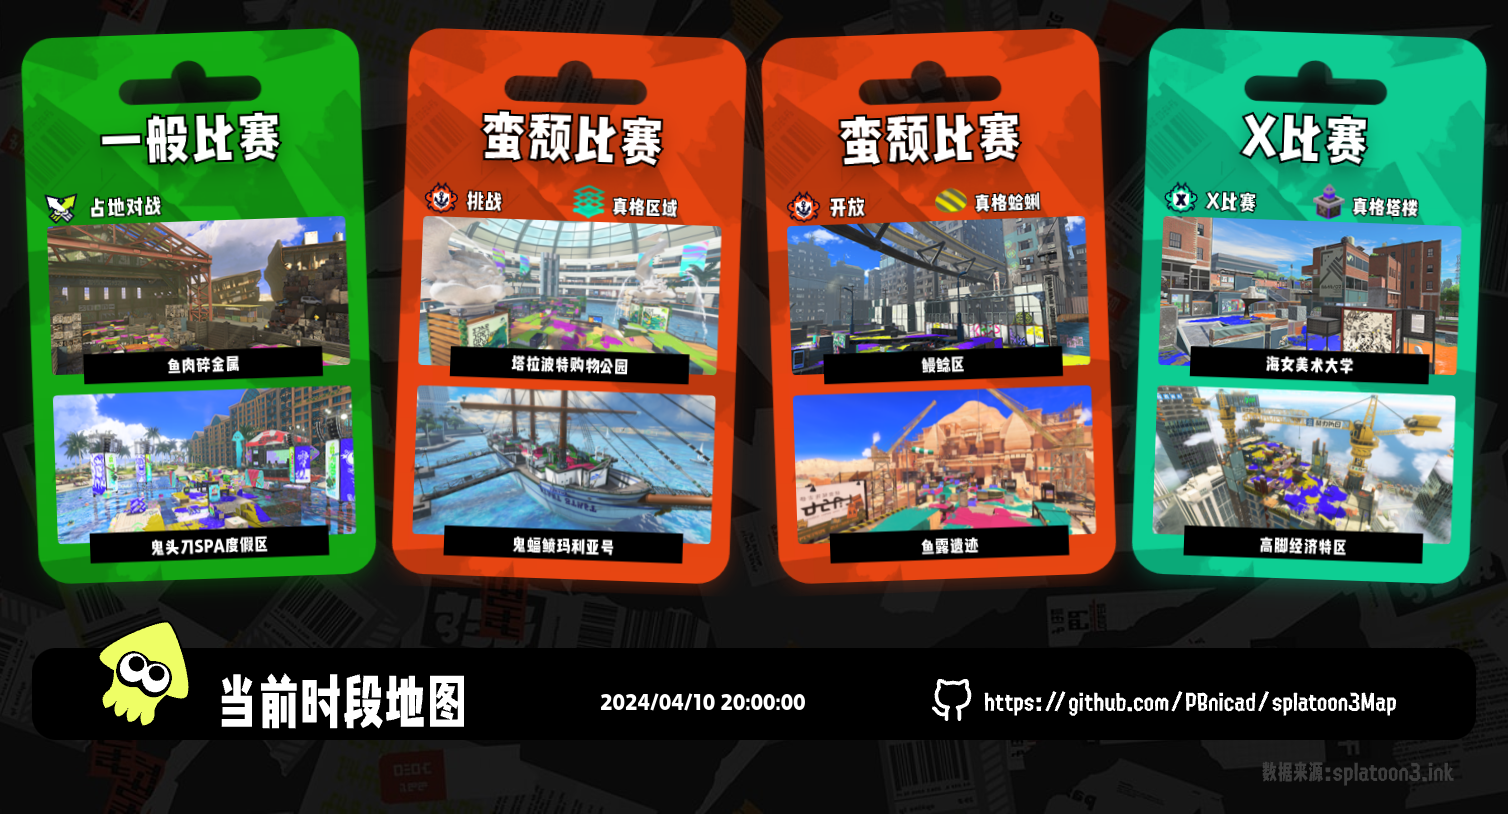 一般比赛
占地对战
鱼肉碎金属
鬼头刀SPA度假区
蛮颓比赛
挑战
真格区域
塔拉波特购物公园
鬼蝠鲼玛利亚号
蛮颓比赛
开放
真格蛤蜊
鳗鲶区
鱼露遗迹
X比赛
X比赛
真格塔楼
海女美术大学
高脚经济特区
当前时段地图
2024/04/10 20:00:00
https://github.com/PBnicad/splatoon3Map
数据来源:splatoon3.ink